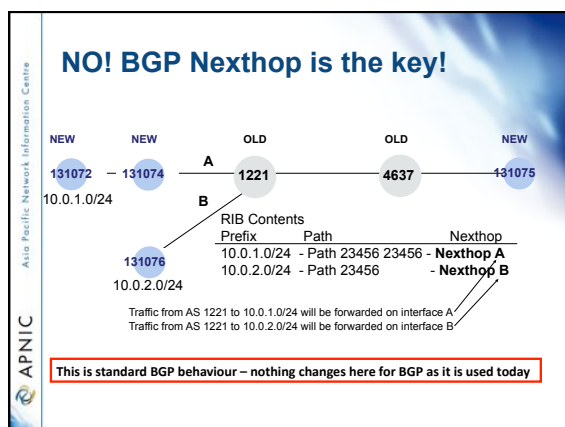 NO! BGP Nexthop is the key!
NEW NEW OLD OLD NEW
131072 131074 A 1221 4637 131075
10.0.1.0/24
B
131076
10.0.2.0/24
RIB Contents
Prefix Path Nexthop
10.0.1.0/24 - Path 23456 23456 - Nexthop A
10.0.2.0/24 - Path 23456 - Nexthop B
Traffic from AS 1221 to 10.0.1.0/24 will be forwarded on interface A
Traffic from AS 1221 to 10.0.2.0/24 will be forwarded on interface B
This is standard BGP behaviour – nothing changes here for BGP as it is used today
Asia Pacific Network Information Centre
APNIC